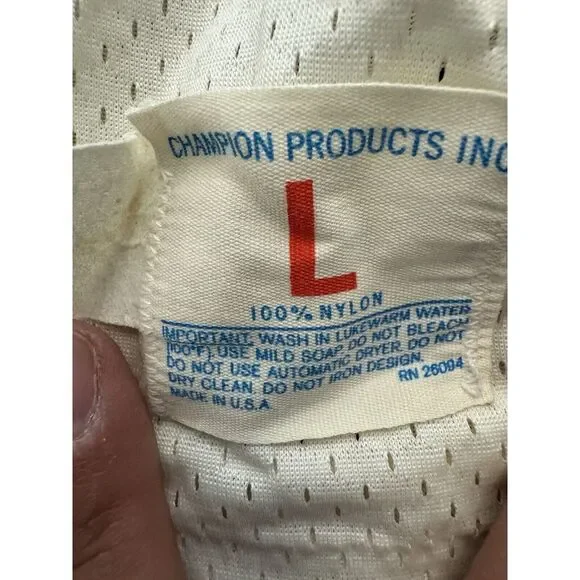 CHAMPION PRODUCTS INC
L
100% NYLON
IMPORTANT, WASH IN LUKEWARM WATER
(100°F), USE MILD SOAP, DO NOT BLEACH
DO NOT USE AUTOMATIC DRYER, DO NOT
DRY CLEAN. DO NOT IRON DESIGN.
MADE IN U.S.A
RN 26094